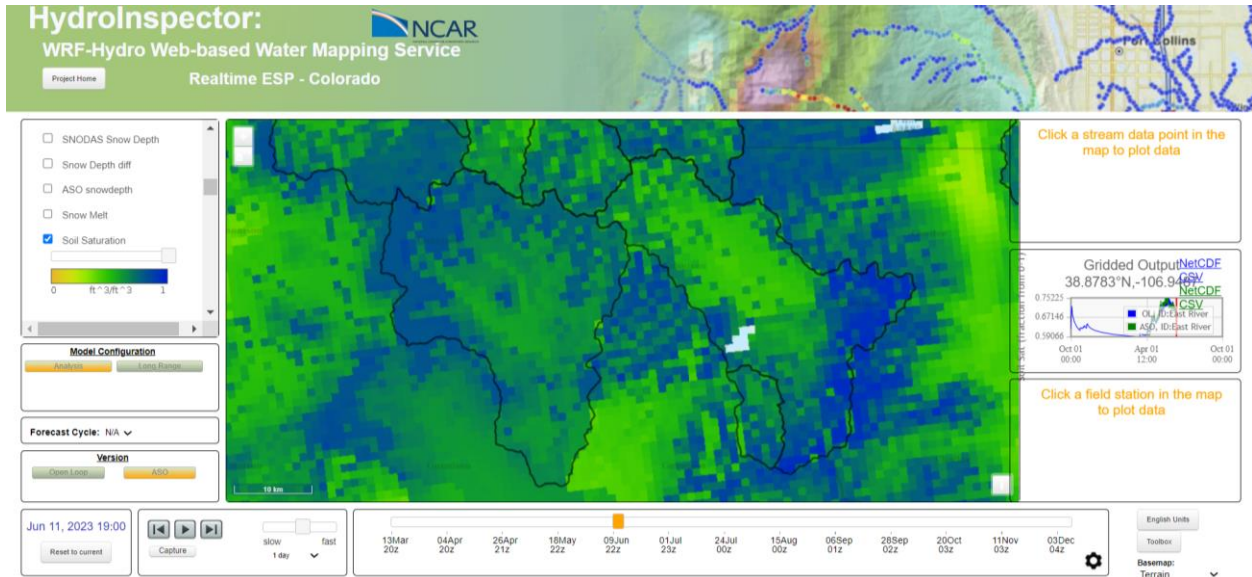 HydroInspector:
NCAR
WRF-Hydro Web-based Water Mapping Service
Project Home
Realtime ESP - Colorado
Fort Collins
SNODAS Snow Depth
Snow Depth diff
ASO snowdepth
Snow Melt
Soil Saturation
0 ft^3/ft^3 1
Model Configuration
Analysis Long Range
Forecast Cycle: N/A
Version
Open Loop ASO
10 km
Click a stream data point in the
map to plot data
Gridded Output
NetCDF
CSV
38.8783°N,-106.9467
NetCDF
CSV
0.75225
0.67146
0.59066
OL, ID:East River
ASO, ID:East River
Oct 01 Apr 01 Oct 01
00:00 12:00 00:00
Click a field station in the map
to plot data
Jun 11, 2023 19:00
Reset to current
Capture
slow fast
1 day
13Mar 04Apr 26Apr 18May 09Jun 01Jul 24Jul 15Aug 06Sep 28Sep 20Oct 11Nov 03Dec
20z 20z 21z 22z 22z 23z 00z 00z 01z 02z 03z 03z 04z
English Units
Toolbox
Basemap:
Terrain